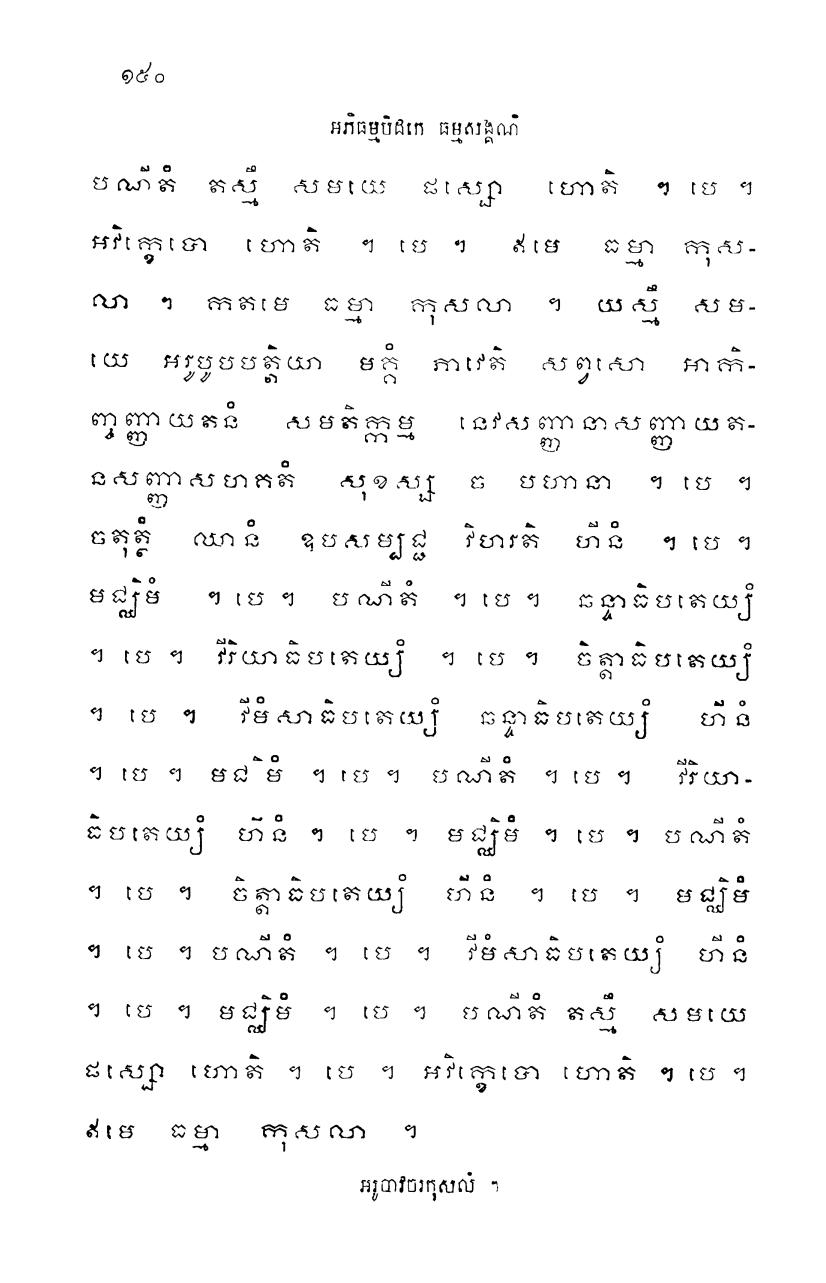 ១៥០
អភិធម្មបិដកេ ធម្មសង្គណិ
បណីតំ តស្មឹ សមយេ ផស្សោ ហោតិ ។ បេ ។
អវិក្ខេបោ ហោតិ ។ បេ ។ ឥមេ ធម្មា កុស-
លា ។ កតមេ ធម្មា កុសលា ។ យស្មឹ សម-
យេ អរូបូបបត្តិយា មគ្គំ ភាវេតិ សព្វសោ អាកិ-
ញ្ចញ្ញាយតនំ សមតិក្កម្ម នេវសញ្ញានាសញ្ញាយត-
នសញ្ញាសហគតំ សុខស្ស ច បហានា ។ បេ ។
ចតុត្ថំ ឈានំ ឧបសម្បជ្ជ វិហរតិ ហីនំ ។ បេ ។
មជ្ឈិមំ ។ បេ ។ បណីតំ ។ បេ ។ ឆន្ទាធិបតេយ្យំ
។ បេ ។ វីរិយាធិបតេយ្យំ ។ បេ ។ ចិត្តាធិបតេយ្យំ
។ បេ ។ វីមំសាធិបតេយ្យំ ឆន្ទាធិបតេយ្យំ ហីនំ
។ បេ ។ មជ្ឈិមំ ។ បេ ។ បណីតំ ។ បេ ។ វីរិយា-
ធិបតេយ្យំ ហីនំ ។ បេ ។ មជ្ឈិមំ ។ បេ ។ បណីតំ
។ បេ ។ ចិត្តាធិបតេយ្យំ ហីនំ ។ បេ ។ មជ្ឈិមំ
។ បេ ។ បណីតំ ។ បេ ។ វីមំសាធិបតេយ្យំ ហីនំ
។ បេ ។ មជ្ឈិមំ ។ បេ ។ បណីតំ តស្មឹ សមយេ
ផស្សោ ហោតិ ។ បេ ។ អវិក្ខេបោ ហោតិ ។ បេ ។
ឥមេ ធម្មា កុសលា ។
អរូបាវចរកុសលំ ។